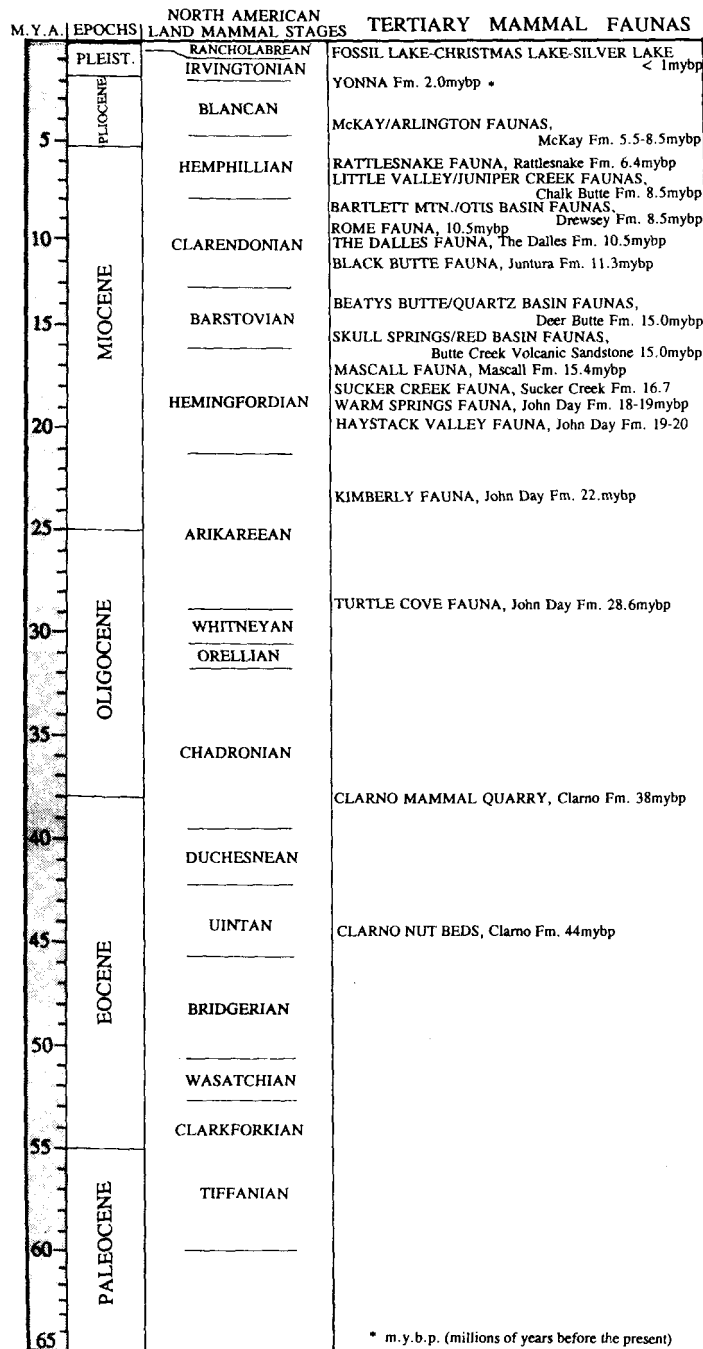 M.Y.A. EPOCHS NORTH AMERICAN LAND MAMMAL STAGES TERTIARY MAMMAL FAUNAS
PLEIST.
PLIOCENE
MIOCENE
OLIGOCENE
EOCENE
PALEOCENE
5
10
15
20
25
30
35
40
45
50
55
60
65
RANCHOLABREAN
IRVINGTONIAN
BLANCAN
HEMPHILLIAN
CLARENDONIAN
BARSTOVIAN
HEMINGFORDIAN
ARIKAREEAN
WHITNEYAN
ORELLIAN
CHADRONIAN
DUCHESNEAN
UINTAN
BRIDGERIAN
WASATCHIAN
CLARKFORKIAN
TIFFANIAN
FOSSIL LAKE-CHRISTMAS LAKE-SILVER LAKE
< 1mybp
YONNA Fm. 2.0mybp *
McKAY/ARLINGTON FAUNAS,
McKay Fm. 5.5-8.5mybp
RATTLESNAKE FAUNA, Rattlesnake Fm. 6.4mybp
LITTLE VALLEY/JUNIPER CREEK FAUNAS,
Chalk Butte Fm. 8.5mybp
BARTLETT MTN./OTIS BASIN FAUNAS,
Drewsey Fm. 8.5mybp
ROME FAUNA, 10.5mybp
THE DALLES FAUNA, The Dalles Fm. 10.5mybp
BLACK BUTTE FAUNA, Juntura Fm. 11.3mybp
BEATYS BUTTE/QUARTZ BASIN FAUNAS,
Deer Butte Fm. 15.0mybp
SKULL SPRINGS/RED BASIN FAUNAS,
Butte Creek Volcanic Sandstone 15.0mybp
MASCALL FAUNA, Mascall Fm. 15.4mybp
SUCKER CREEK FAUNA, Sucker Creek Fm. 16.7
WARM SPRINGS FAUNA, John Day Fm. 18-19mybp
HAYSTACK VALLEY FAUNA, John Day Fm. 19-20
KIMBERLY FAUNA, John Day Fm. 22.mybp
TURTLE COVE FAUNA, John Day Fm. 28.6mybp
CLARNO MAMMAL QUARRY, Clarno Fm. 38mybp
CLARNO NUT BEDS, Clarno Fm. 44mybp
* m.y.b.p. (millions of years before the present)